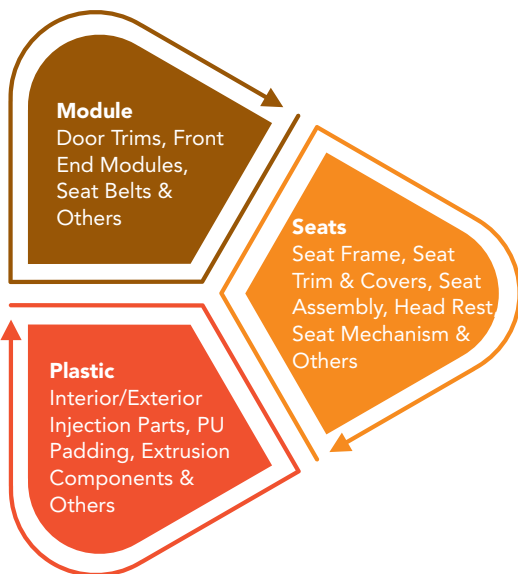 Module
Door Trims, Front
End Modules,
Seat Belts &
Others
Seats
Seat Frame, Seat
Trim & Covers, Seat
Assembly, Head Rest,
Seat Mechanism &
Others
Plastic
Interior/Exterior
Injection Parts, PU
Padding, Extrusion
Components &
Others